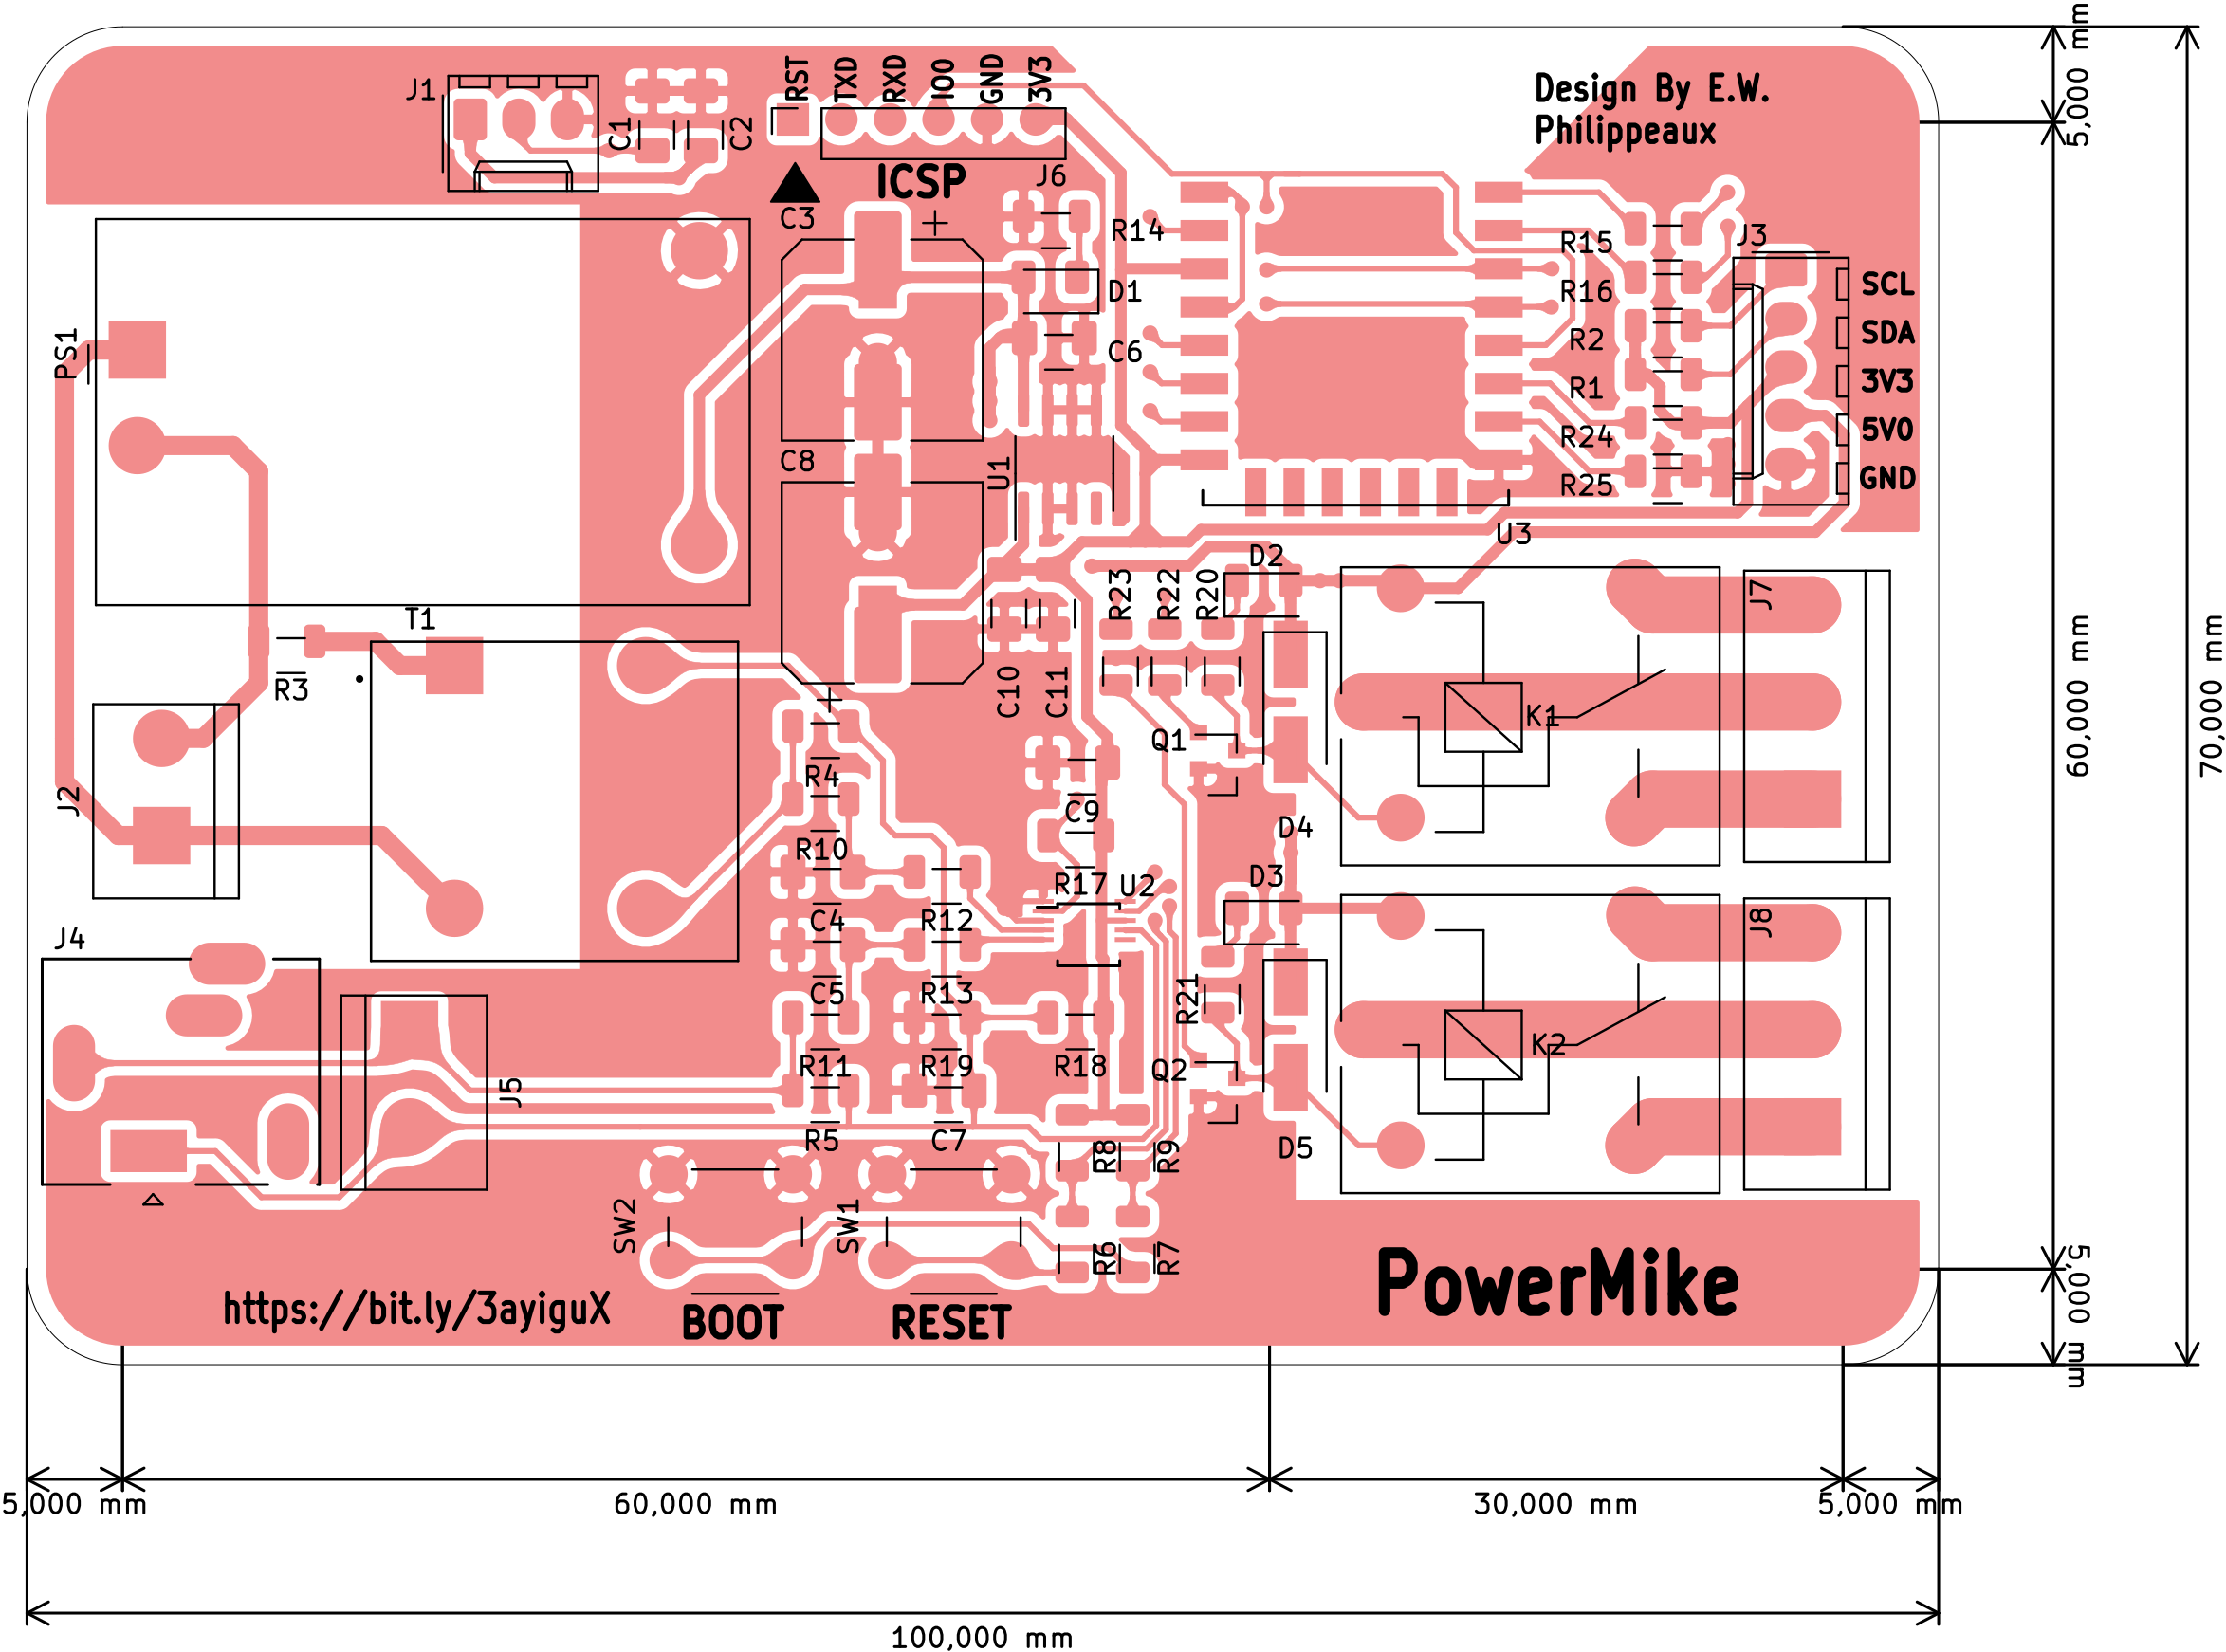 RST
TXD
RXD
IO0
GND
3V3
J1
C1
C2
ICSP
J6
C3
Design By E.W.
Philippeaux
5,000 mm
5,000 mm
R14
R15
J3
D1
R16
SCL
PS1
C6
R2
SDA
R1
3V3
C8
U1
R24
5V0
R25
GND
U3
D2
T1
R23
R22
R20
J7
60,000 mm
70,000 mm
R3
C10
C11
Q1
K1
R4
J2
C9
D4
R10
R17
U2
D3
J4
C4
R12
J8
C5
R13
R21
K2
R11
R19
R18
Q2
J5
R5
C7
R8
R9
D5
SW2
SW1
R6
R7
PowerMike
https://bit.ly/3ayiguX
BOOT
RESET
5,000 mm
5,000 mm
60,000 mm
30,000 mm
5,000 mm
100,000 mm